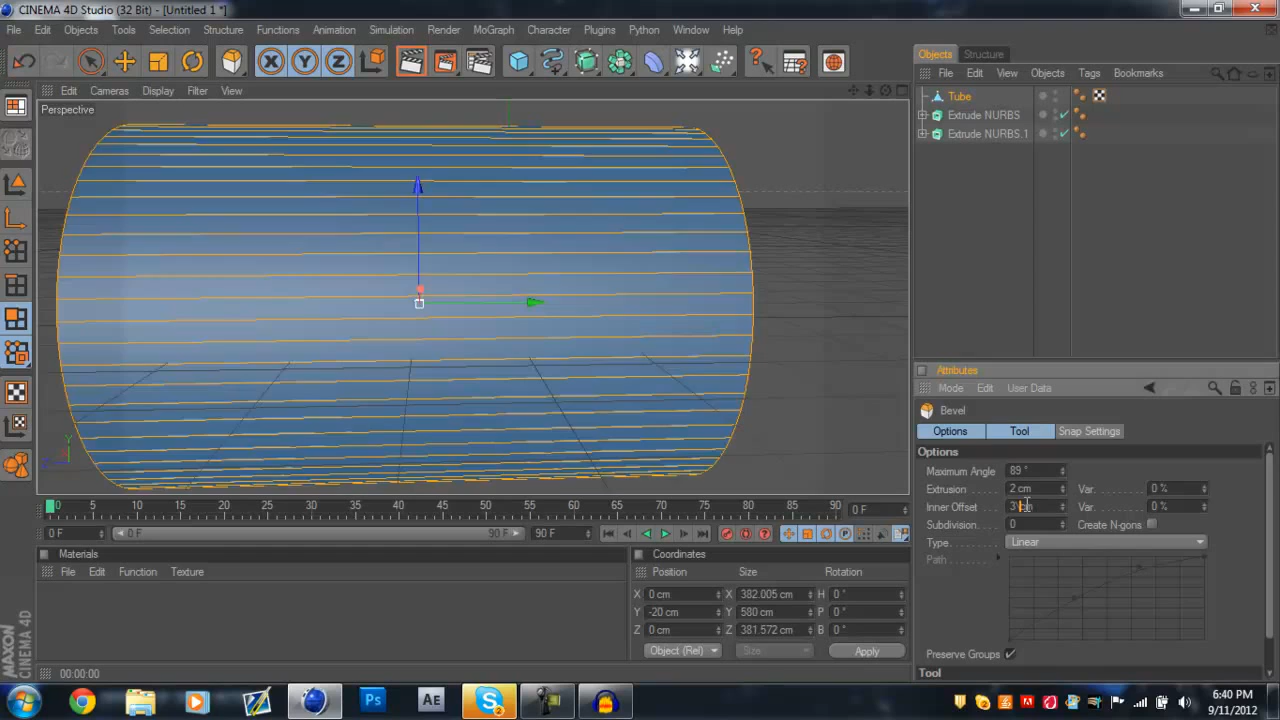 CINEMA 4D Studio (32 Bit) - [Untitled 1 *]
File Edit Objects Tools Selection Structure Functions Animation Simulation Render MoGraph Character Plugins Python Window Help
X Y Z
Objects Structure
File Edit View Objects Tags Bookmarks
Edit Cameras Display Filter View
Perspective
Tube
Extrude NURBS
Extrude NURBS.1
Y
Attributes
Mode Edit User Data
Bevel
Options Tool Snap Settings
Options
Maximum Angle 89 °
Extrusion 2 cm Var. 0 %
Inner Offset 3 cm Var. 0 %
Subdivision 0 Create N-gons
Type Linear
Path
Preserve Groups
Tool
0 5 10 15 20 25 30 35 40 45 50 55 60 65 70 75 80 85 90 0 F
0 F 0 F 90 F 90 F
Materials
File Edit Function Texture
Coordinates
Position Size Rotation
X 0 cm X 382.005 cm H 0 °
Y -20 cm Y 580 cm P 0 °
Z 0 cm Z 381.572 cm B 0 °
Object (Rel) Size Apply
MAXON
CINEMA 4D
00:00:00
Ps
AE
6:40 PM
9/11/2012